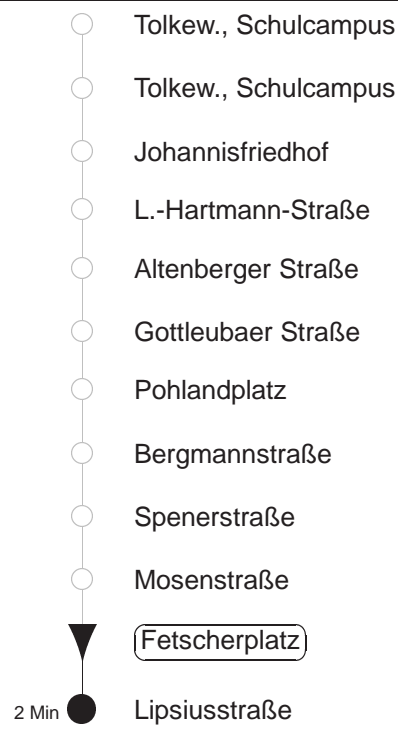 Tolkew., Schulcampus
Tolkew., Schulcampus
Johannisfriedhof
L.-Hartmann-Straße
Altenberger Straße
Gottleubaer Straße
Pohlandplatz
Bergmannstraße
Spenerstraße
Mosenstraße
Fetscherplatz
2 Min Lipsiusstraße